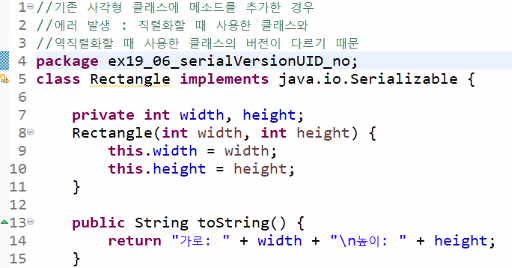 1 //기존 사각형 클래스에 메소드를 추가한 경우
2 //에러 발생 : 직렬화할 때 사용한 클래스와
3 //역직렬화할 때 사용한 클래스의 버전이 다르기 때문
4 package ex19_06_serialVersionUID_no;
5 class Rectangle implements java.io.Serializable {
6
7 private int width, height;
8 Rectangle(int width, int height) {
9 this.width = width;
10 this.height = height;
11 }
12
13 public String toString() {
14 return "가로: " + width + "\n높이: " + height;
15 }